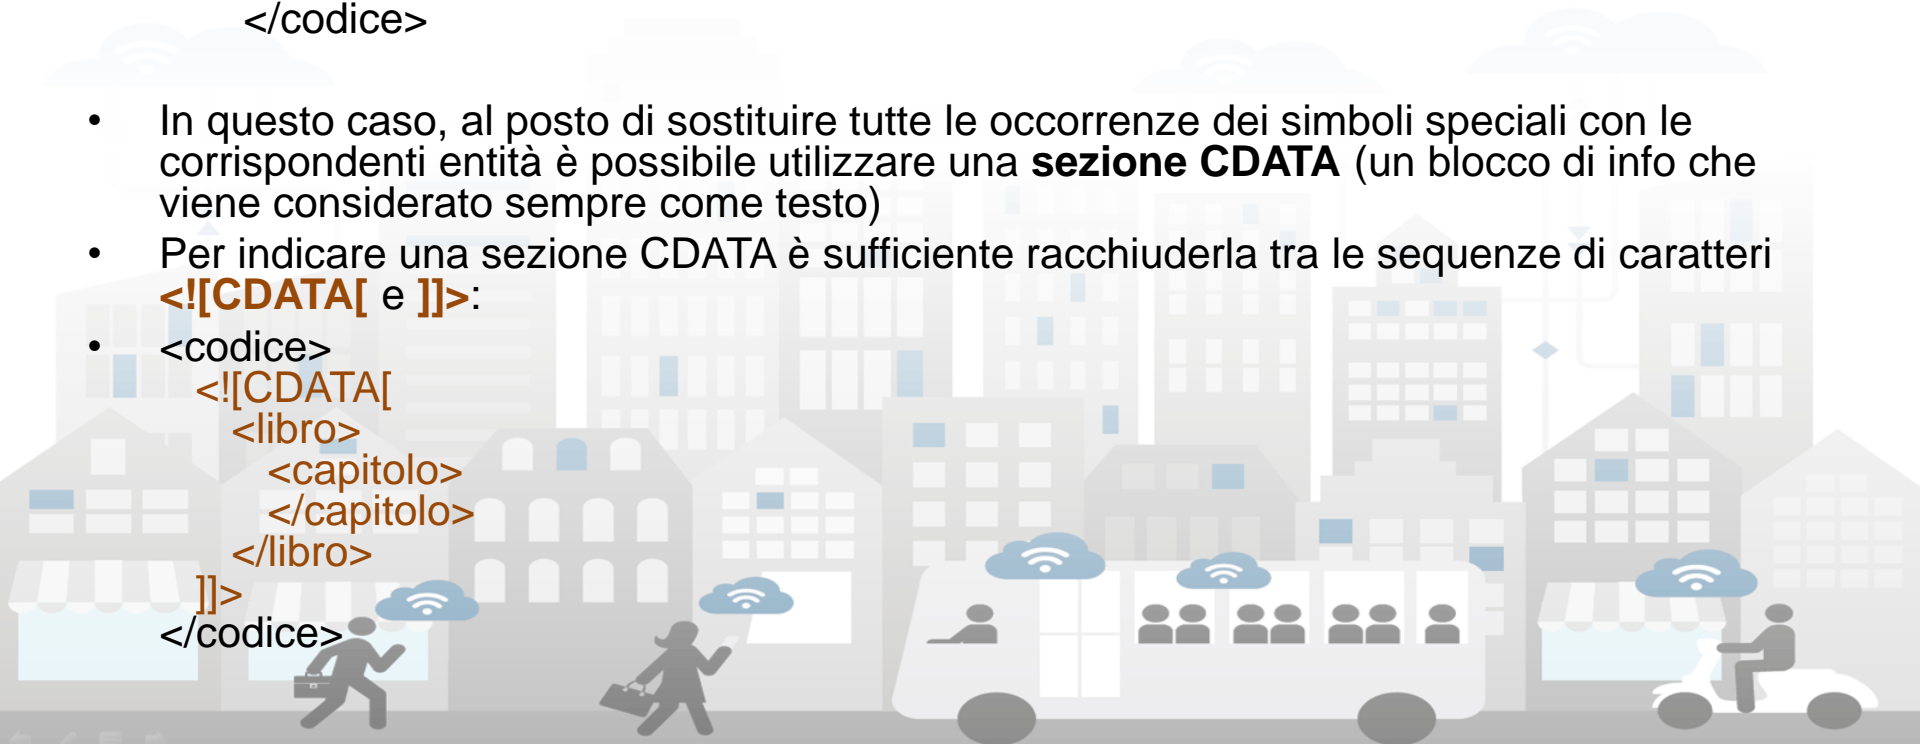 </codice>
• In questo caso, al posto di sostituire tutte le occorrenze dei simboli speciali con le
corrispondenti entità è possibile utilizzare una sezione CDATA (un blocco di info che
viene considerato sempre come testo)
• Per indicare una sezione CDATA è sufficiente racchiuderla tra le sequenze di caratteri
<![CDATA[ e ]]>:
• <codice>
<![CDATA[
<libro>
<capitolo>
</capitolo>
</libro>
]]>
</codice>